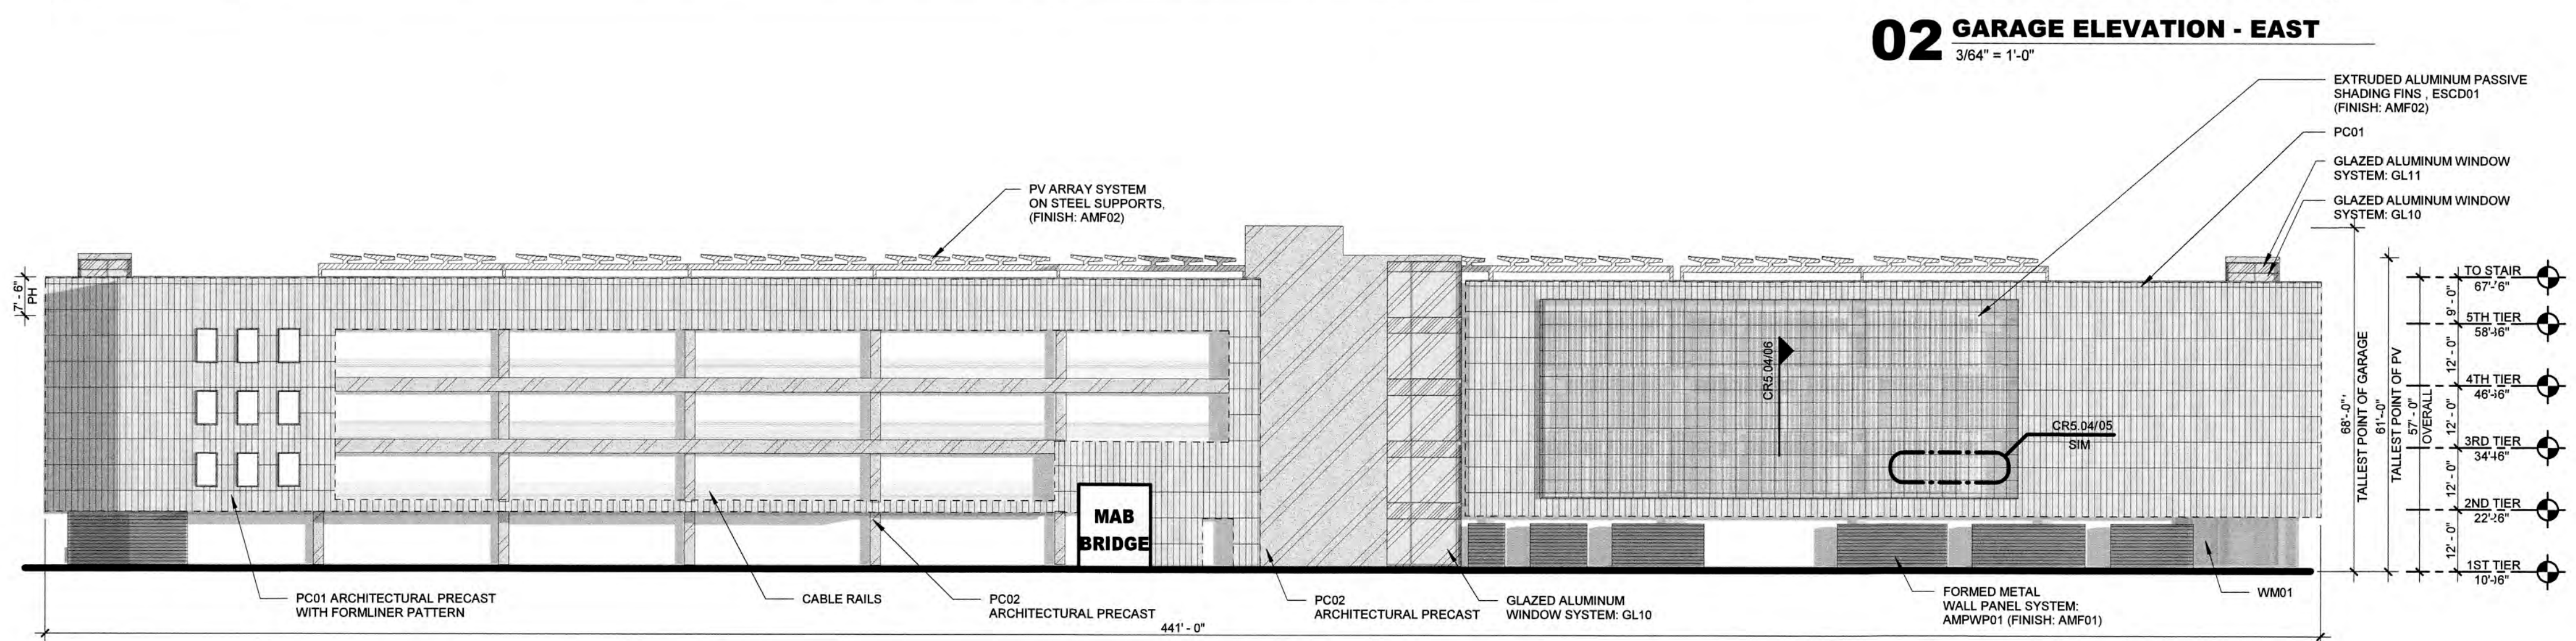 02 GARAGE ELEVATION - EAST
3/64" = 1'-0"
EXTRUDED ALUMINUM PASSIVE
SHADING FINS , ESCD01
(FINISH: AMF02)
PC01
GLAZED ALUMINUM WINDOW
SYSTEM: GL11
GLAZED ALUMINUM WINDOW
SYSTEM: GL10
PV ARRAY SYSTEM
ON STEEL SUPPORTS,
(FINISH: AMF02)
7' - 6"
PH
CR5.04/06
CR5.04/05
SIM
MAB
BRIDGE
68'-0"
TALLEST POINT OF GARAGE
61'-0"
TALLEST POINT OF PV
57' - 0"
OVERALL
TO STAIR
67'-6"
9' - 0"
5TH TIER
58'-6"
12' - 0"
4TH TIER
46'-6"
12' - 0"
3RD TIER
34'-6"
12' - 0"
2ND TIER
22'-6"
12' - 0"
1ST TIER
10'-6"
PC01 ARCHITECTURAL PRECAST
WITH FORMLINER PATTERN
CABLE RAILS
PC02
ARCHITECTURAL PRECAST
PC02
ARCHITECTURAL PRECAST
GLAZED ALUMINUM
WINDOW SYSTEM: GL10
FORMED METAL
WALL PANEL SYSTEM:
AMPWP01 (FINISH: AMF01)
WM01
441' - 0"